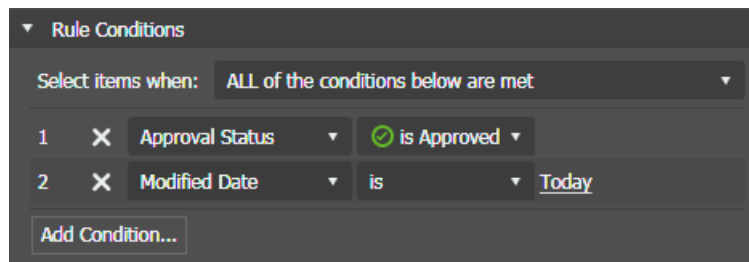 Rule Conditions
Select items when: ALL of the conditions below are met
1 Approval Status is Approved
2 Modified Date is Today
Add Condition...